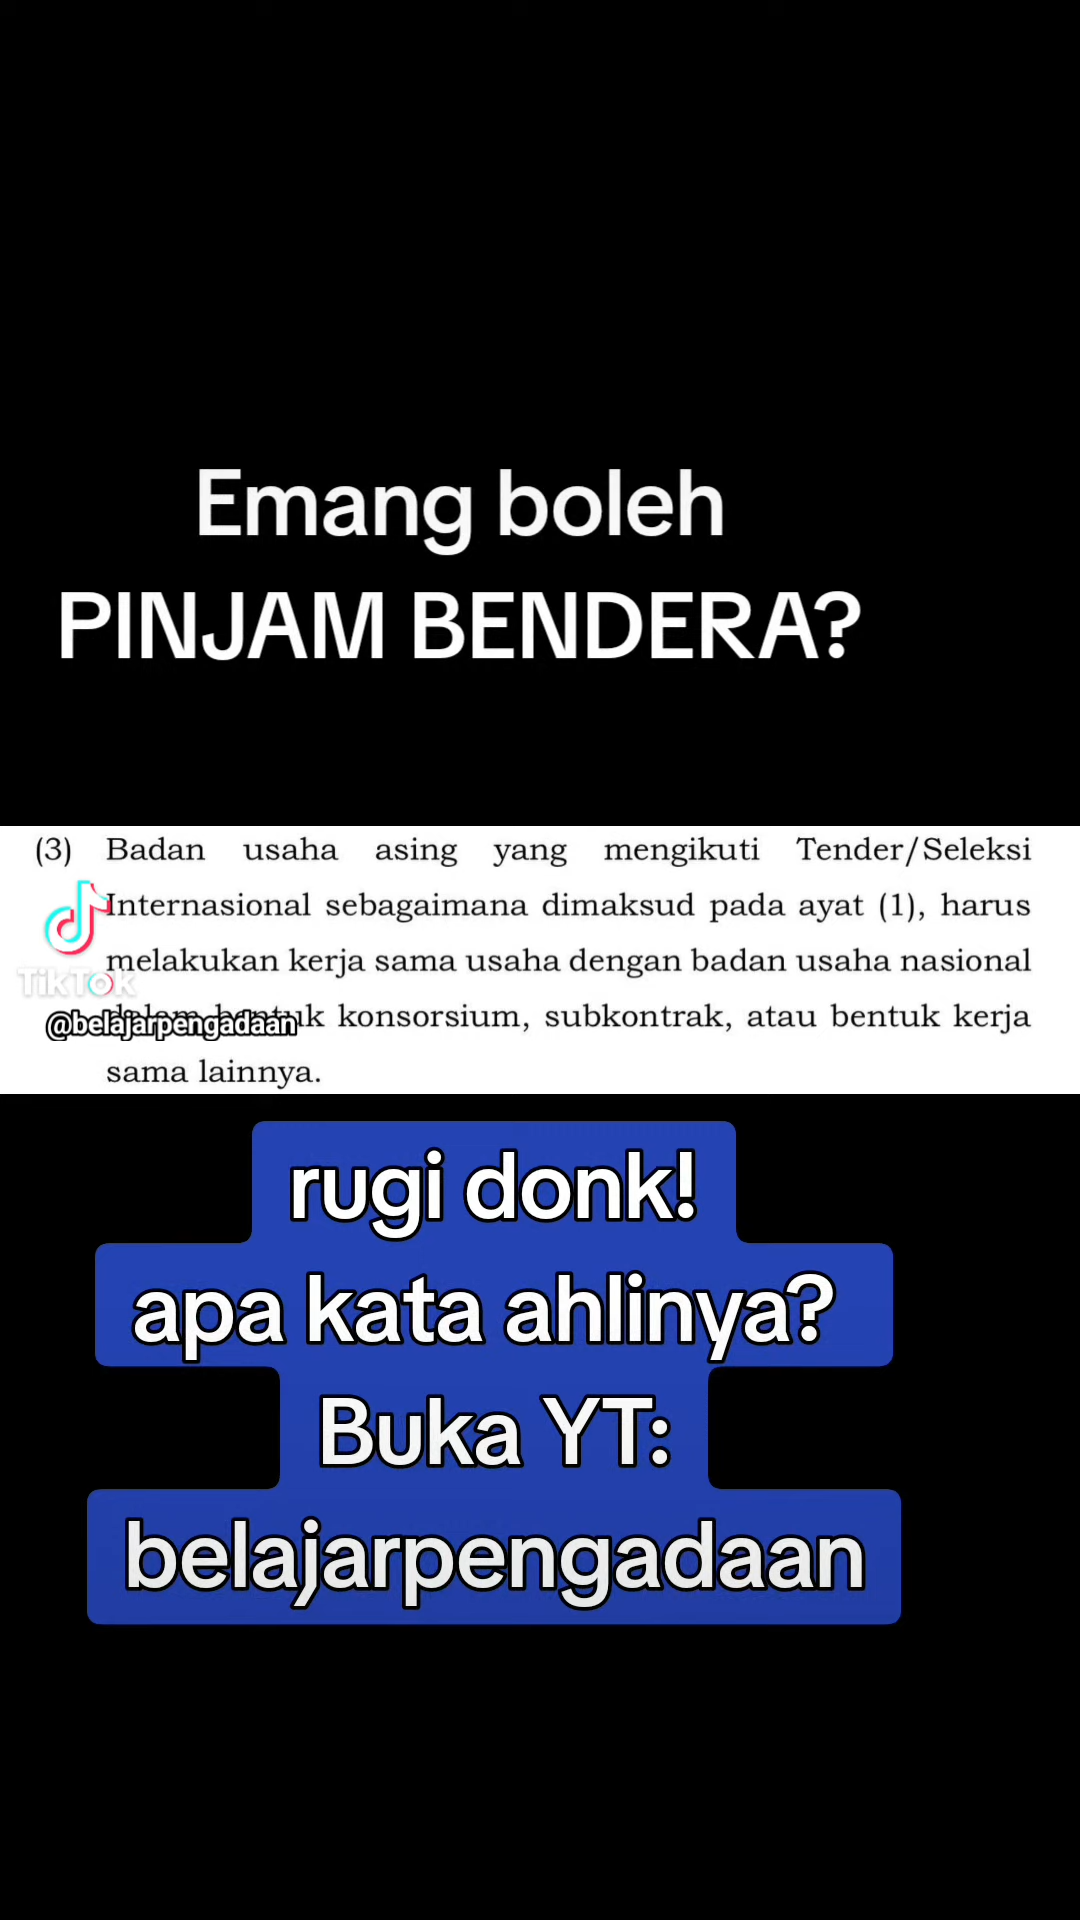 Emang boleh
PINJAM BENDERA?
(3) Badan usaha asing yang mengikuti Tender/Seleksi
Internasional sebagaimana dimaksud pada ayat (1), harus
melakukan kerja sama usaha dengan badan usaha nasional
dalam bentuk konsorsium, subkontrak, atau bentuk kerja
sama lainnya.
TikTok
@belajarpengadaan
rugi donk!
apa kata ahlinya?
Buka YT:
belajarpengadaan